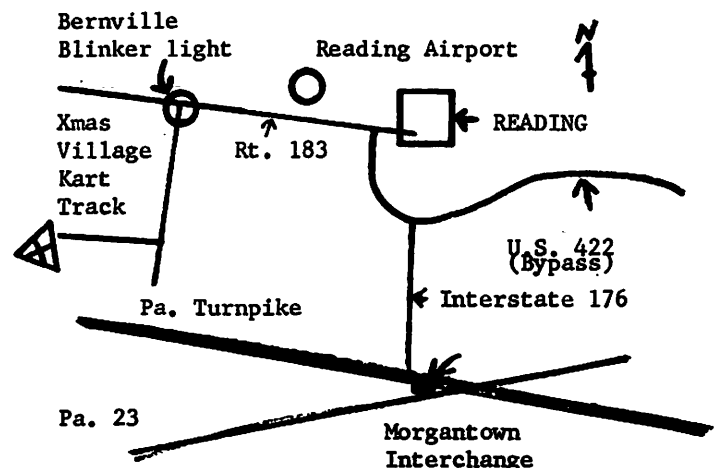 Bernville
Blinker light
Reading Airport
N
Xmas
Village
Kart
Track
Rt. 183
READING
U.S. 422
(Bypass)
Pa. Turnpike
Interstate 176
Pa. 23
Morgantown
Interchange